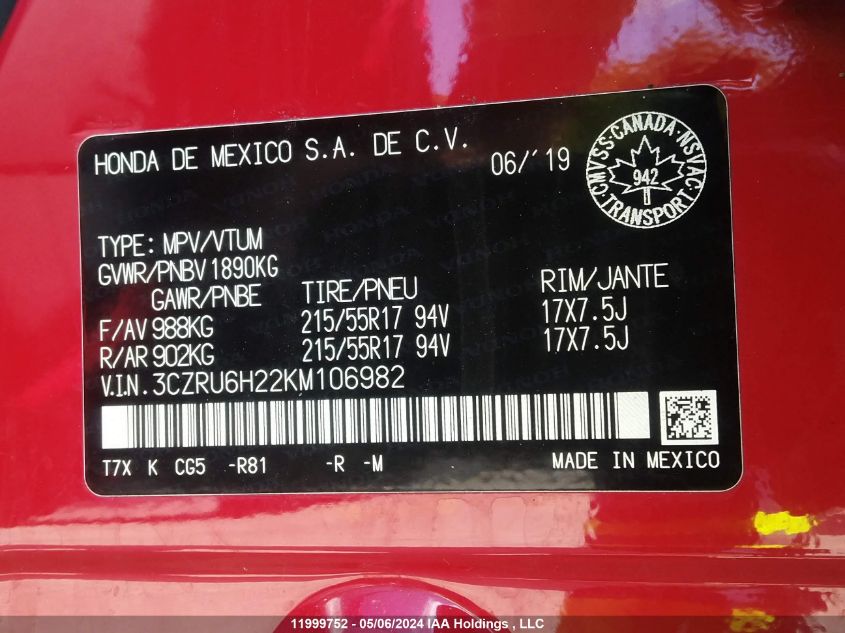 HONDA DE MEXICO S.A. DE C.V.
06/'19
CMVSS·CANADA·NSVAC·TRANSPORT·
942
TYPE: MPV/VTUM
GVWR/PNBV 1890KG
GAWR/PNBE TIRE/PNEU RIM/JANTE
F/AV 988KG 215/55R17 94V 17X7.5J
R/AR 902KG 215/55R17 94V 17X7.5J
V.I.N. 3CZRU6H22KM106982
T7X K CG5 -R81 -R -M MADE IN MEXICO
11999752 - 05/06/2024 IAA Holdings , LLC